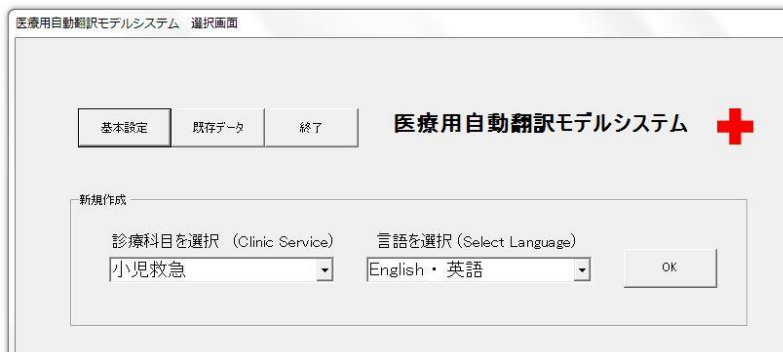 医療用自動翻訳モデルシステム　選択画面
基本設定 既存データ 終了 医療用自動翻訳モデルシステム
新規作成
診療科目を選択 (Clinic Service) 言語を選択 (Select Language)
小児救急 English・ 英語 OK